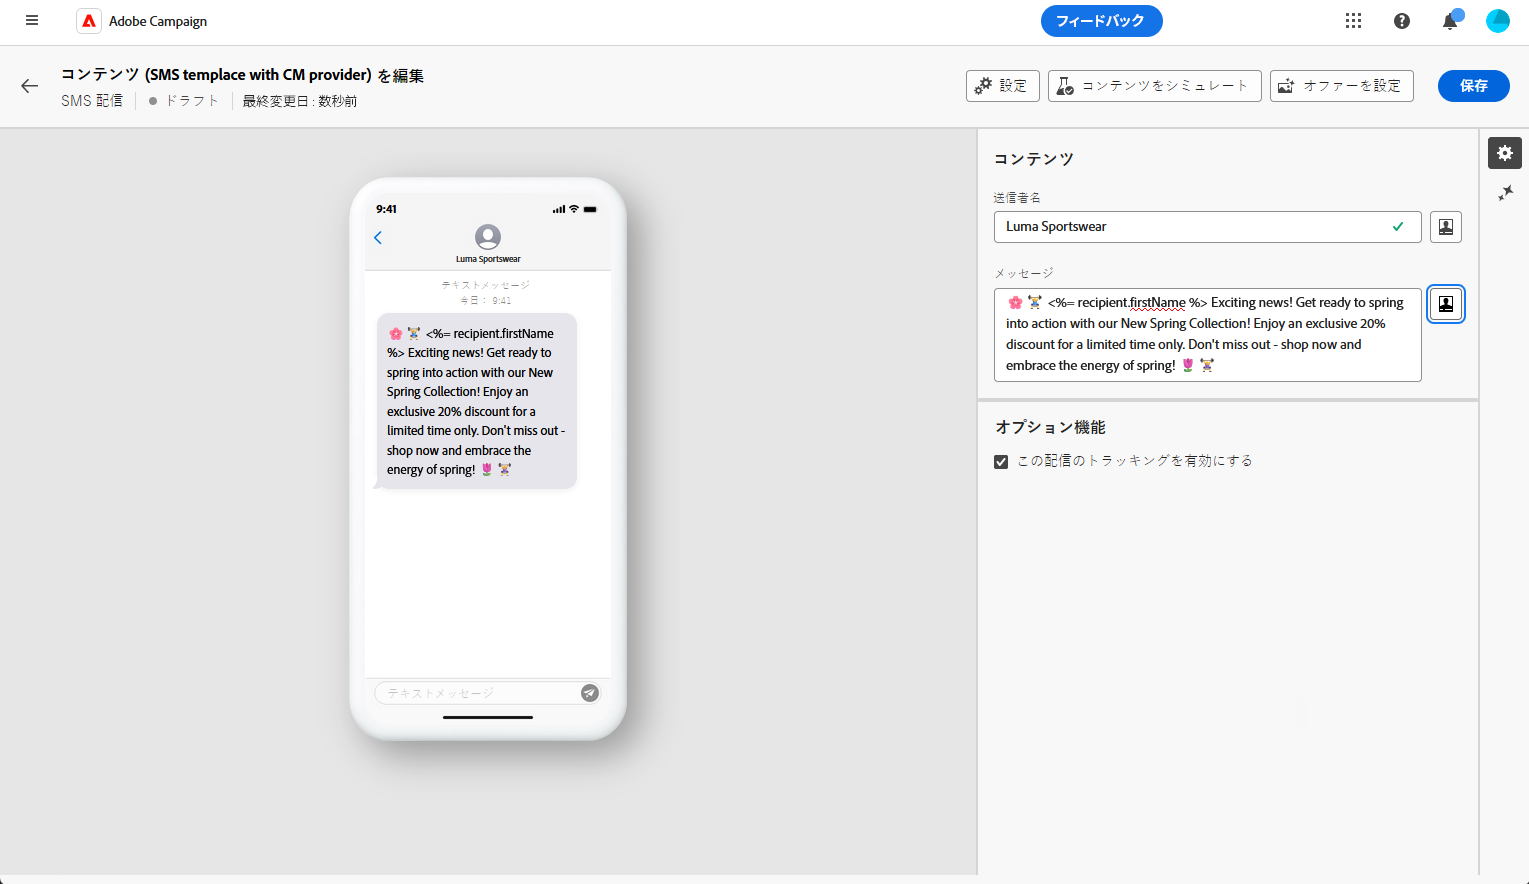 Adobe Campaign
フィードバック
コンテンツ (SMS templace with CM provider) を編集
SMS 配信
ドラフト
最終変更日 : 数秒前
設定
コンテンツをシミュレート
オファーを設定
保存
9:41
Luma Sportswear
テキストメッセージ
今日： 9:41
🌸 🏋️ <%= recipient.firstName
%> Exciting news! Get ready to
spring into action with our New
Spring Collection! Enjoy an
exclusive 20% discount for a
limited time only. Don't miss out -
shop now and embrace the
energy of spring! 🌷 🏋️‍♀️
テキストメッセージ
コンテンツ
送信者名
Luma Sportswear
メッセージ
🌸 🏋️ <%= recipient.firstName %> Exciting news! Get ready to spring
into action with our New Spring Collection! Enjoy an exclusive 20%
discount for a limited time only. Don't miss out - shop now and
embrace the energy of spring! 🌷 🏋️‍♀️
オプション機能
この配信のトラッキングを有効にする